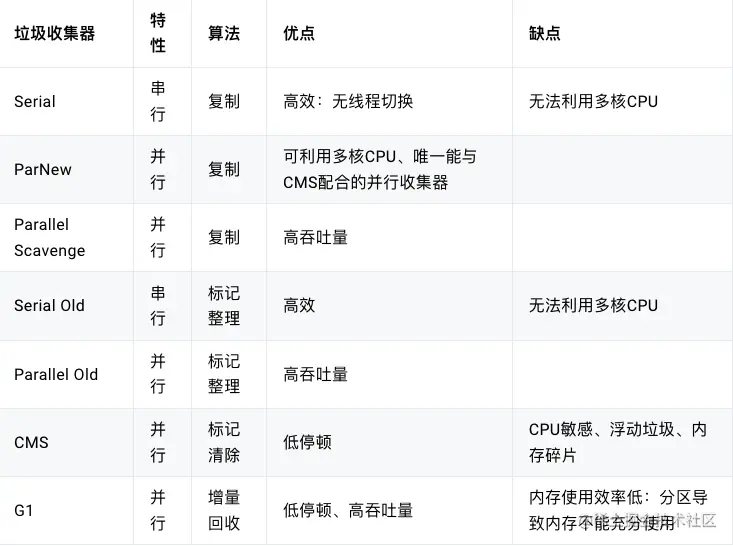 垃圾收集器
特
性
算法
优点
缺点
Serial
串
行
复制
高效：无线程切换
无法利用多核CPU
ParNew
并
行
复制
可利用多核CPU、唯一能与
CMS配合的并行收集器
Parallel
Scavenge
并
行
复制
高吞吐量
Serial Old
串
行
标记
整理
高效
无法利用多核CPU
Parallel Old
并
行
标记
整理
高吞吐量
CMS
并
行
标记
清除
低停顿
CPU敏感、浮动垃圾、内
存碎片
G1
并
行
增量
回收
低停顿、高吞吐量
内存使用效率低：分区导
致内存不能充分使用
@稀土掘金技术社区